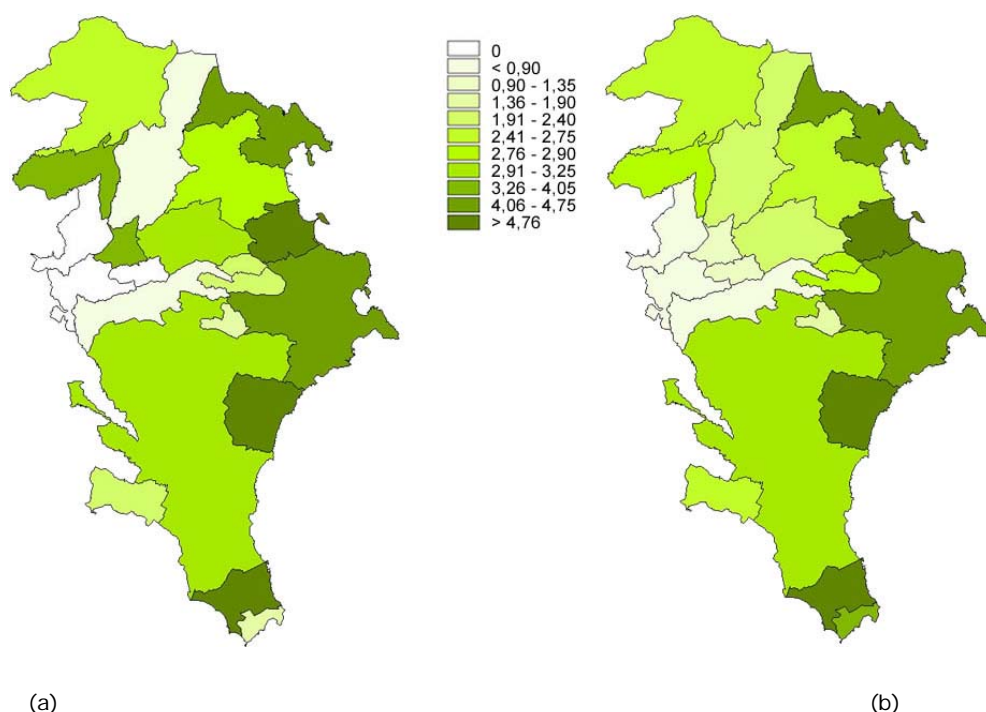 0
< 0,90
0,90 - 1,35
1,36 - 1,90
1,91 - 2,40
2,41 - 2,75
2,76 - 2,90
2,91 - 3,25
3,26 - 4,05
4,06 - 4,75
> 4,76
(a)
(b)